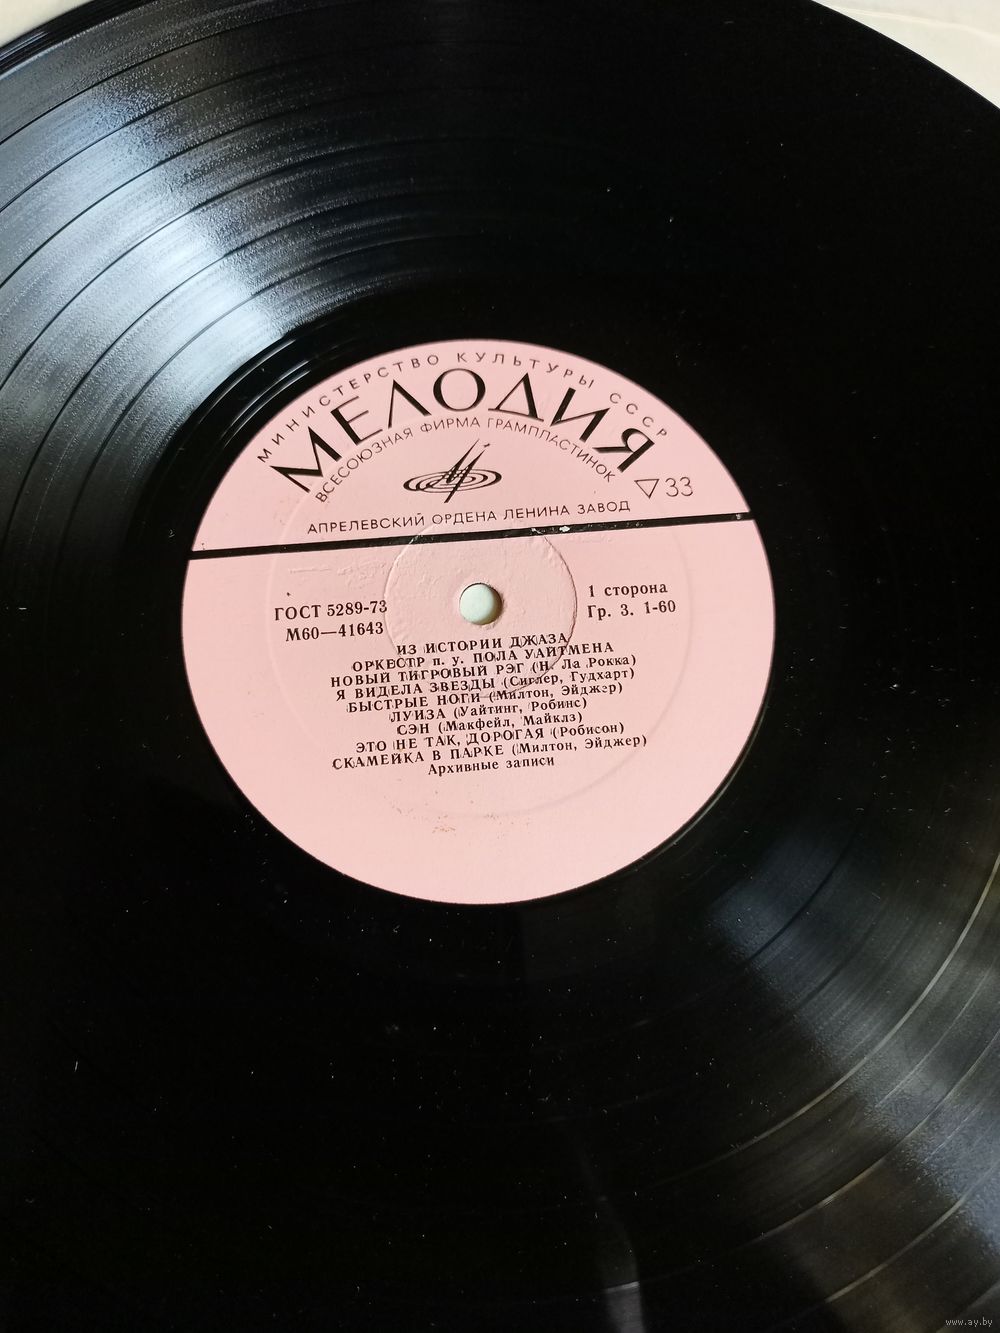 МИНИСТЕРСТВО КУЛЬТУРЫ СССР
МЕЛОДИЯ
ВСЕСОЮЗНАЯ ФИРМА ГРАМПЛАСТИНОК
33
АПРЕЛЕВСКИЙ ОРДЕНА ЛЕНИНА ЗАВОД
ГОСТ 5289-73
М60—41643
1 сторона
Гр. 3. 1-60
ИЗ ИСТОРИИ ДЖАЗА
ОРКЕСТР п. у. ПОЛА УАЙТМЕНА
НОВЫЙ ТИГРОВЫЙ РЭГ (Н. Ла Рокка)
Я ВИДЕЛА ЗВЕЗДЫ (Сиглер, Гудхарт)
БЫСТРЫЕ НОГИ (Милтон, Эйджер)
ЛУИЗА (Уайтинг, Робинс)
СЭН (Макфейл, Майклз)
ЭТО НЕ ТАК, ДОРОГАЯ (Робисон)
СКАМЕЙКА В ПАРКЕ (Милтон, Эйджер)
Архивные записи
www.ay.by